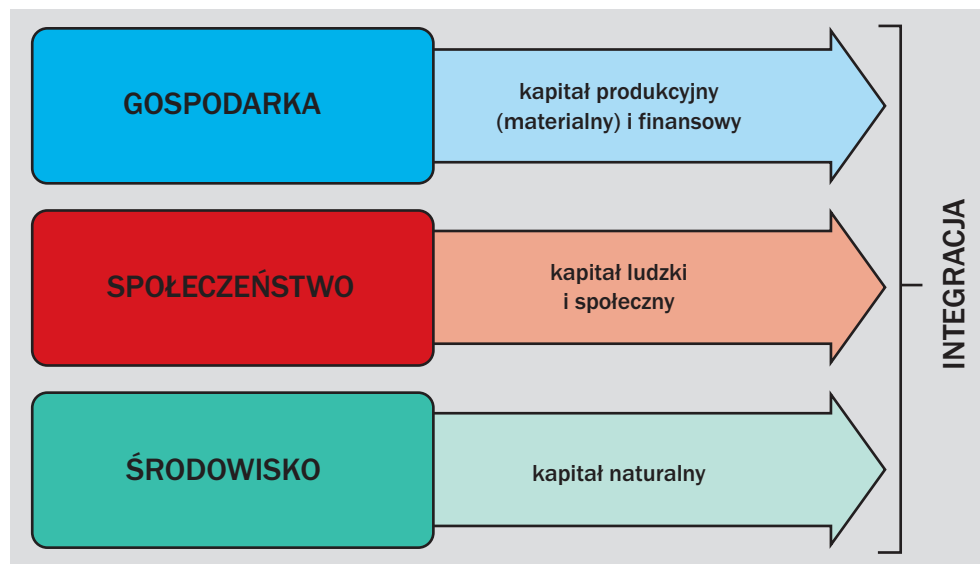 GOSPODARKA
kapitał produkcyjny
(materialny) i finansowy
SPOŁECZEŃSTWO
kapitał ludzki
i społeczny
ŚRODOWISKO
kapitał naturalny
INTEGRACJA